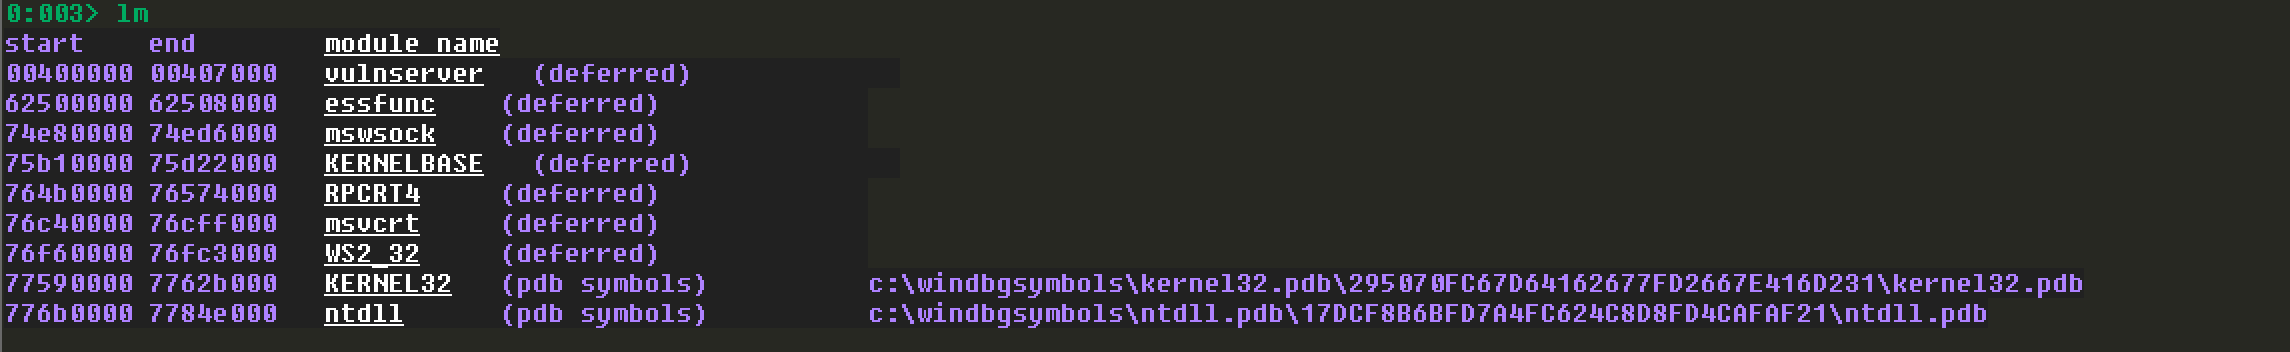 0:003> lm
start    end        module name
00400000 00407000   vulnserver   (deferred)
62500000 62508000   essfunc    (deferred)
74e80000 74ed6000   mswsock    (deferred)
75b10000 75d22000   KERNELBASE   (deferred)
764b0000 76574000   RPCRT4     (deferred)
76c40000 76cff000   msvcrt     (deferred)
76f60000 76fc3000   WS2_32     (deferred)
77590000 7762b000   KERNEL32   (pdb symbols)          c:\windbgsymbols\kernel32.pdb\295070FC67D64162677FD2667E416D231\kernel32.pdb
776b0000 7784e000   ntdll      (pdb symbols)          c:\windbgsymbols\ntdll.pdb\17DCF8B6BFD7A4FC624C8D8FD4CAFAF21\ntdll.pdb